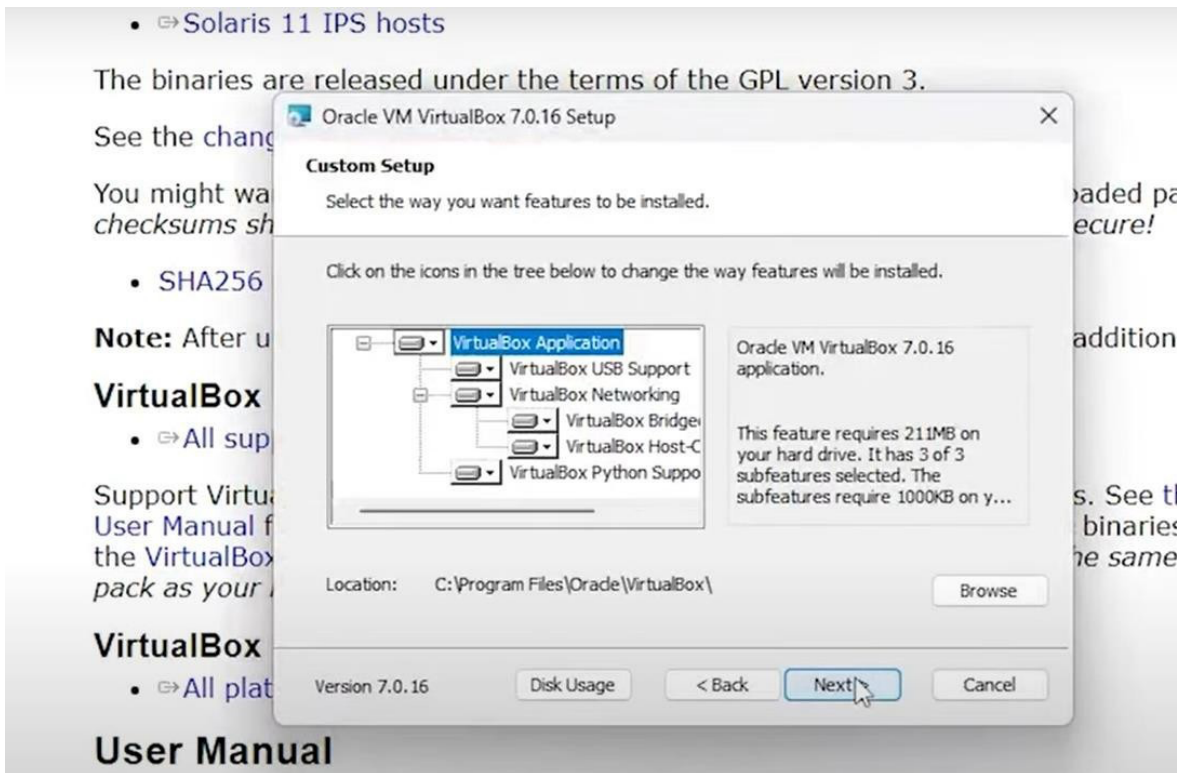 Solaris 11 IPS hosts
The binaries are released under the terms of the GPL version 3.
Oracle VM VirtualBox 7.0.16 Setup
See the chang
Custom Setup
You might wa
Select the way you want features to be installed.
oaded pa
checksums sh
ecure!
Click on the icons in the tree below to change the way features will be installed.
SHA256
Note: After u
addition
VirtualBox Application
VirtualBox USB Support
VirtualBox Networking
VirtualBox Bridge
VirtualBox Host-C
VirtualBox Python Suppo
Oracle VM VirtualBox 7.0.16
application.
This feature requires 211MB on
your hard drive. It has 3 of 3
subfeatures selected. The
subfeatures require 1000KB on y...
VirtualBox
All sup
Support Virtu
s. See t
User Manual f
binaries
the VirtualBox
he same
pack as your
Location: C:\Program Files\Oracle\VirtualBox\
Browse
VirtualBox
All plat
Version 7.0.16
Disk Usage
< Back
Next >
Cancel
User Manual